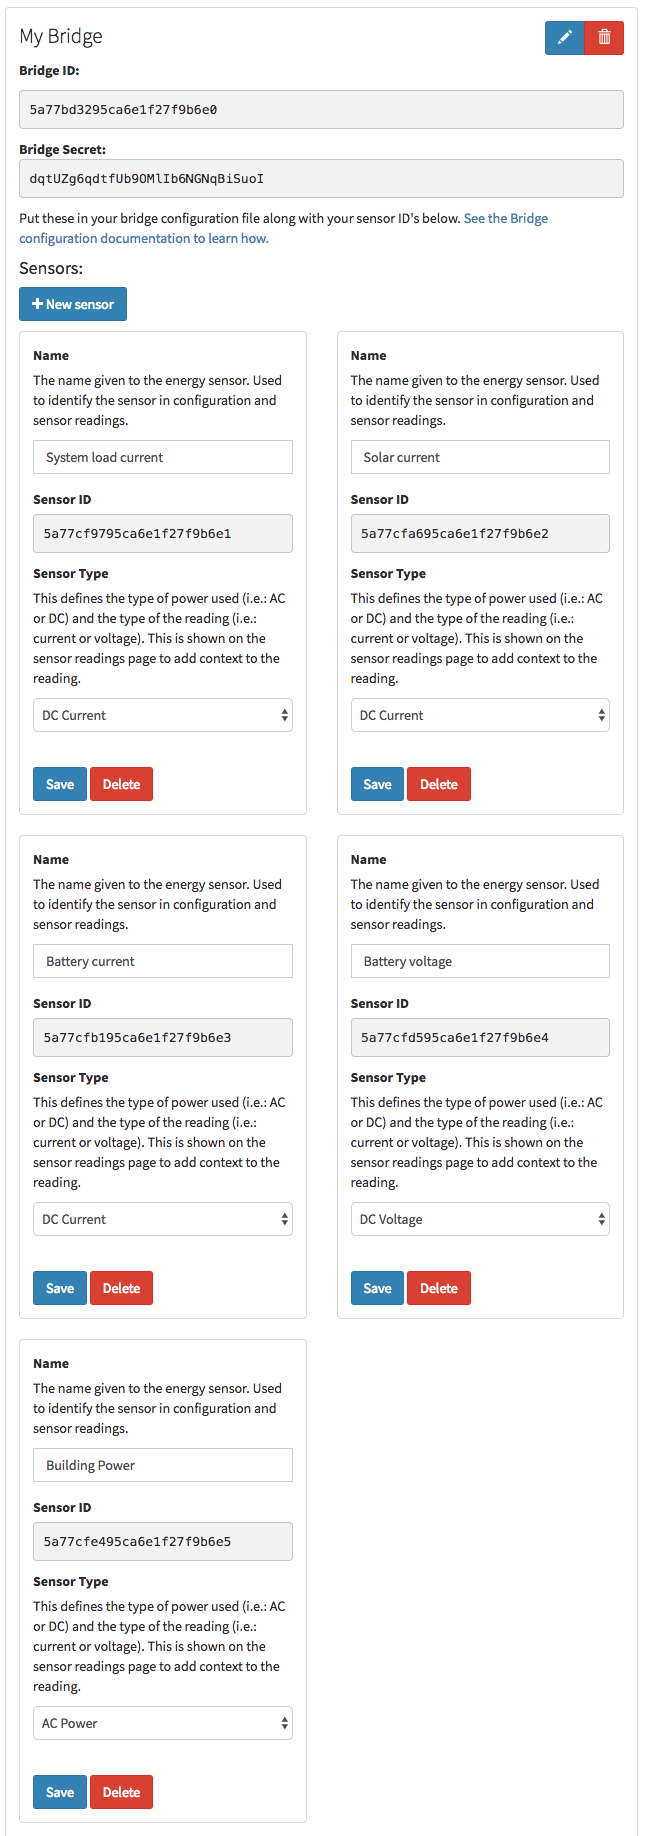 My Bridge
Bridge ID:
5a77bd3295ca6e1f27f9b6e0
Bridge Secret:
dqtUZg6qdtfUb9OMlIb6NGNqBiSuoI
Put these in your bridge configuration file along with your sensor ID's below. See the Bridge
configuration documentation to learn how.
Sensors:
New sensor
Name
The name given to the energy sensor. Used
to identify the sensor in configuration and
sensor readings.
System load current
Sensor ID
5a77cf9795ca6e1f27f9b6e1
Sensor Type
This defines the type of power used (i.e.: AC
or DC) and the type of the reading (i.e.:
current or voltage). This is shown on the
sensor readings page to add context to the
reading.
DC Current
Save Delete
Name
The name given to the energy sensor. Used
to identify the sensor in configuration and
sensor readings.
Solar current
Sensor ID
5a77cfa695ca6e1f27f9b6e2
Sensor Type
This defines the type of power used (i.e.: AC
or DC) and the type of the reading (i.e.:
current or voltage). This is shown on the
sensor readings page to add context to the
reading.
DC Current
Save Delete
Name
The name given to the energy sensor. Used
to identify the sensor in configuration and
sensor readings.
Battery current
Sensor ID
5a77cfb195ca6e1f27f9b6e3
Sensor Type
This defines the type of power used (i.e.: AC
or DC) and the type of the reading (i.e.:
current or voltage). This is shown on the
sensor readings page to add context to the
reading.
DC Current
Save Delete
Name
The name given to the energy sensor. Used
to identify the sensor in configuration and
sensor readings.
Battery voltage
Sensor ID
5a77cfd595ca6e1f27f9b6e4
Sensor Type
This defines the type of power used (i.e.: AC
or DC) and the type of the reading (i.e.:
current or voltage). This is shown on the
sensor readings page to add context to the
reading.
DC Voltage
Save Delete
Name
The name given to the energy sensor. Used
to identify the sensor in configuration and
sensor readings.
Building Power
Sensor ID
5a77cfe495ca6e1f27f9b6e5
Sensor Type
This defines the type of power used (i.e.: AC
or DC) and the type of the reading (i.e.:
current or voltage). This is shown on the
sensor readings page to add context to the
reading.
AC Power
Save Delete